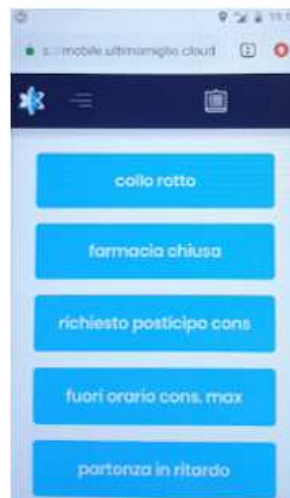 mobile.ultimomiglio.cloud
collo rotto
farmacia chiusa
richiesto posticipo cons
fuori orario cons. max
partenza in ritardo